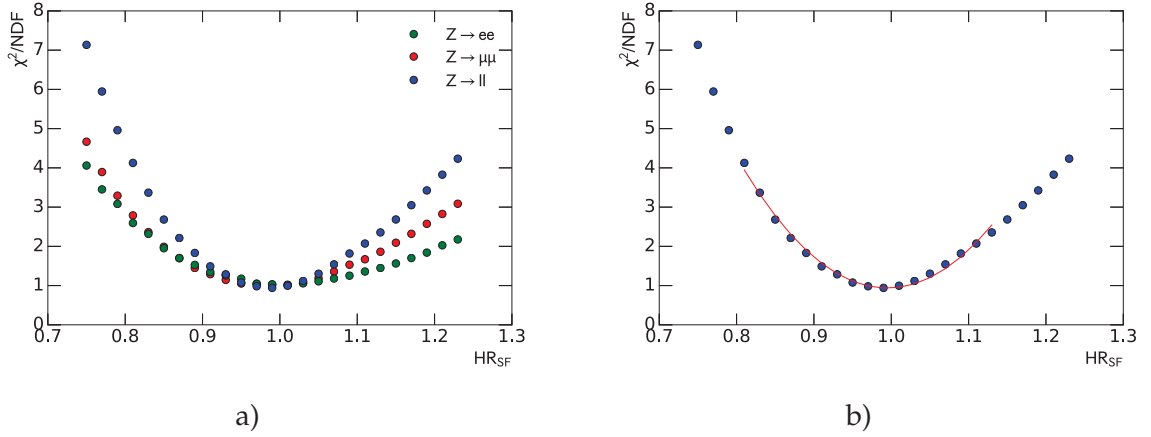 8
7
6
5
4
3
2
1
0
χ²/NDF
0.7 0.8 0.9 1.0 1.1 1.2 1.3
HR_SF
Z → ee
Z → μμ
Z → ll
a)
8
7
6
5
4
3
2
1
0
χ²/NDF
0.7 0.8 0.9 1.0 1.1 1.2 1.3
HR_SF
b)